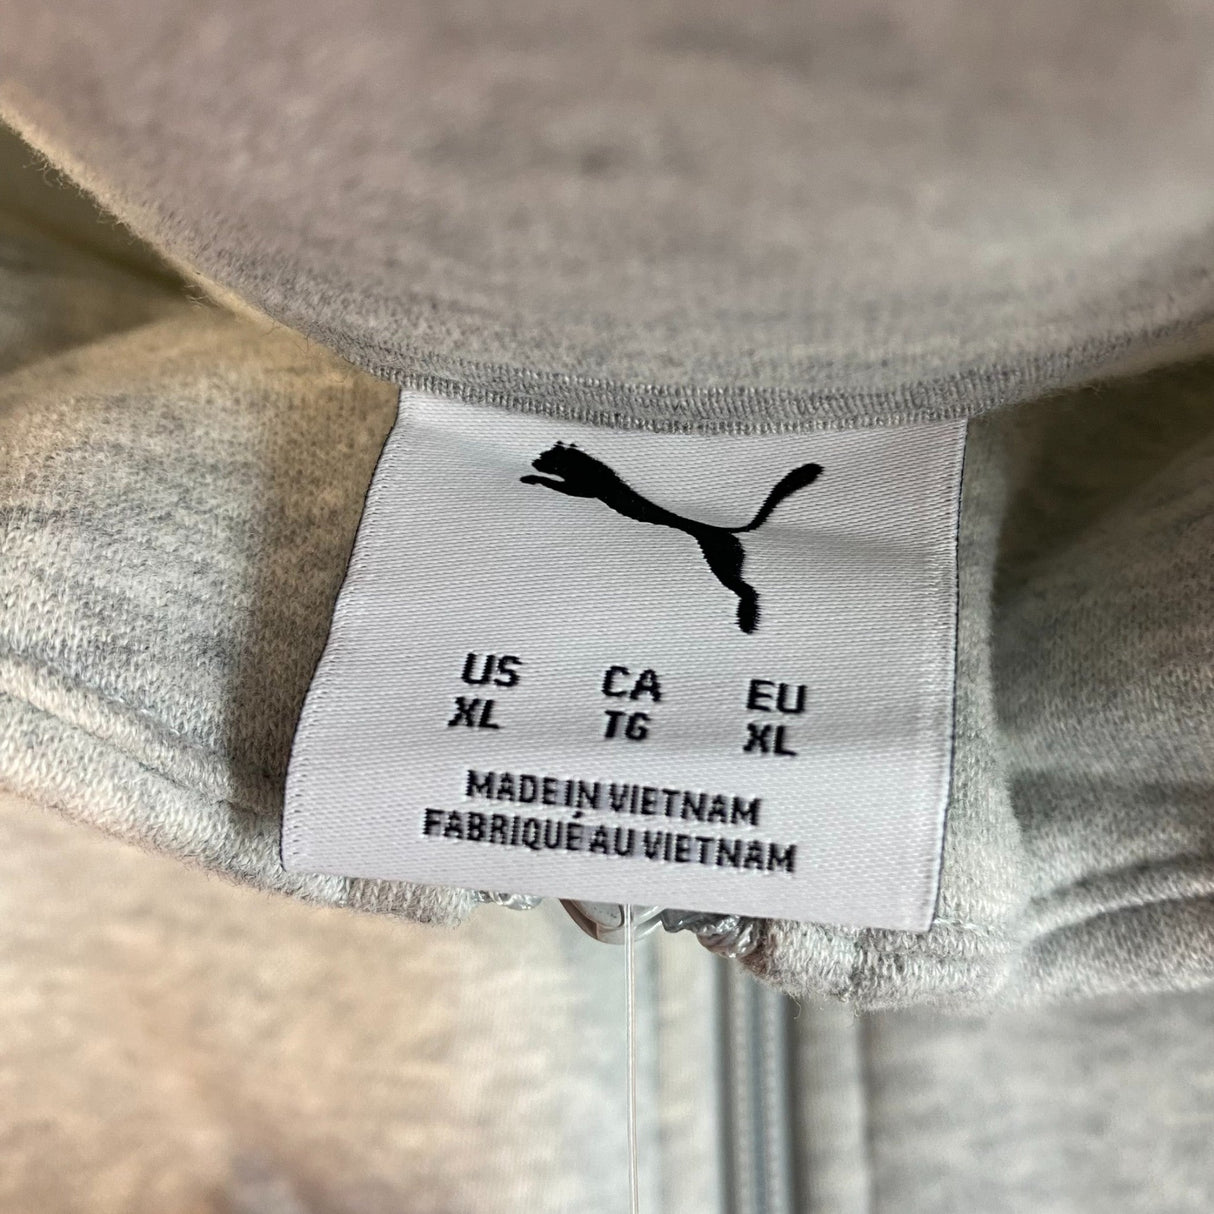 US CA EU
XL TG XL
MADE IN VIETNAM
FABRIQUÉ AU VIETNAM